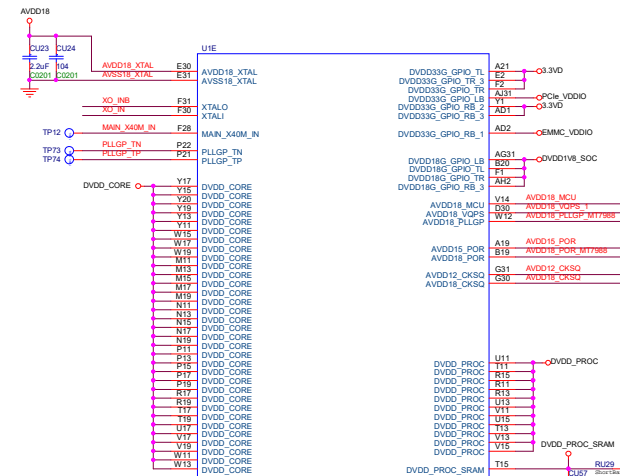 AVDD18
CU23 CU24
2.2uF 104
C0201 C0201
U1E
AVDD18_XTAL E30 AVDD18_XTAL
AVSS18_XTAL E31 AVSS18_XTAL
XO_INB F31 XTALO
XO_IN F30 XTALI
TP12 MAIN_X40M_IN F28 MAIN_X40M_IN
TP73 PLLGP_TN P22 PLLGP_TN
TP74 PLLGP_TP P21 PLLGP_TP
DVDD_CORE Y17 DVDD_CORE
Y15 DVDD_CORE
Y20 DVDD_CORE
Y19 DVDD_CORE
Y13 DVDD_CORE
Y11 DVDD_CORE
W15 DVDD_CORE
W17 DVDD_CORE
W19 DVDD_CORE
M11 DVDD_CORE
M13 DVDD_CORE
M15 DVDD_CORE
M17 DVDD_CORE
M19 DVDD_CORE
N11 DVDD_CORE
N13 DVDD_CORE
N15 DVDD_CORE
N17 DVDD_CORE
N19 DVDD_CORE
P11 DVDD_CORE
P13 DVDD_CORE
P15 DVDD_CORE
P17 DVDD_CORE
P19 DVDD_CORE
R17 DVDD_CORE
R19 DVDD_CORE
T17 DVDD_CORE
T19 DVDD_CORE
U17 DVDD_CORE
V17 DVDD_CORE
V19 DVDD_CORE
W11 DVDD_CORE
W13 DVDD_CORE
DVDD33G_GPIO_TL A21 3.3VD
DVDD33G_GPIO_TR_3 E2
DVDD33G_GPIO_TR F2
DVDD33G_GPIO_LB AJ31 PCIe_VDDIO
DVDD33G_GPIO_RB_2 Y1 3.3VD
DVDD33G_GPIO_RB_3 AD1
DVDD33G_GPIO_RB_1 AD2 EMMC_VDDIO
DVDD18G_GPIO_LB AG31 DVDD1V8_SOC
DVDD18G_GPIO_TL B20
DVDD18G_GPIO_TR F1
DVDD18G_GPIO_RB_3 AH2
AVDD18_MCU V14 AVDD18_MCU
AVDD18_VQPS D30 AVDD18_VQPS_1
AVDD18_PLLGP W12 AVDD18_PLLGP_MT7988
AVDD15_POR A19 AVDD15_POR
AVDD18_POR B19 AVDD18_POR_MT7988
AVDD12_CKSQ G31 AVDD12_CKSQ
AVDD18_CKSQ G30 AVDD18_CKSQ
DVDD_PROC U11 DVDD_PROC
DVDD_PROC T11
DVDD_PROC R15
DVDD_PROC R11
DVDD_PROC R13
DVDD_PROC U13
DVDD_PROC V11
DVDD_PROC U15
DVDD_PROC T13
DVDD_PROC V13
DVDD_PROC V15
DVDD_PROC_SRAM
DVDD_PROC_SRAM T15 RU29
CU57